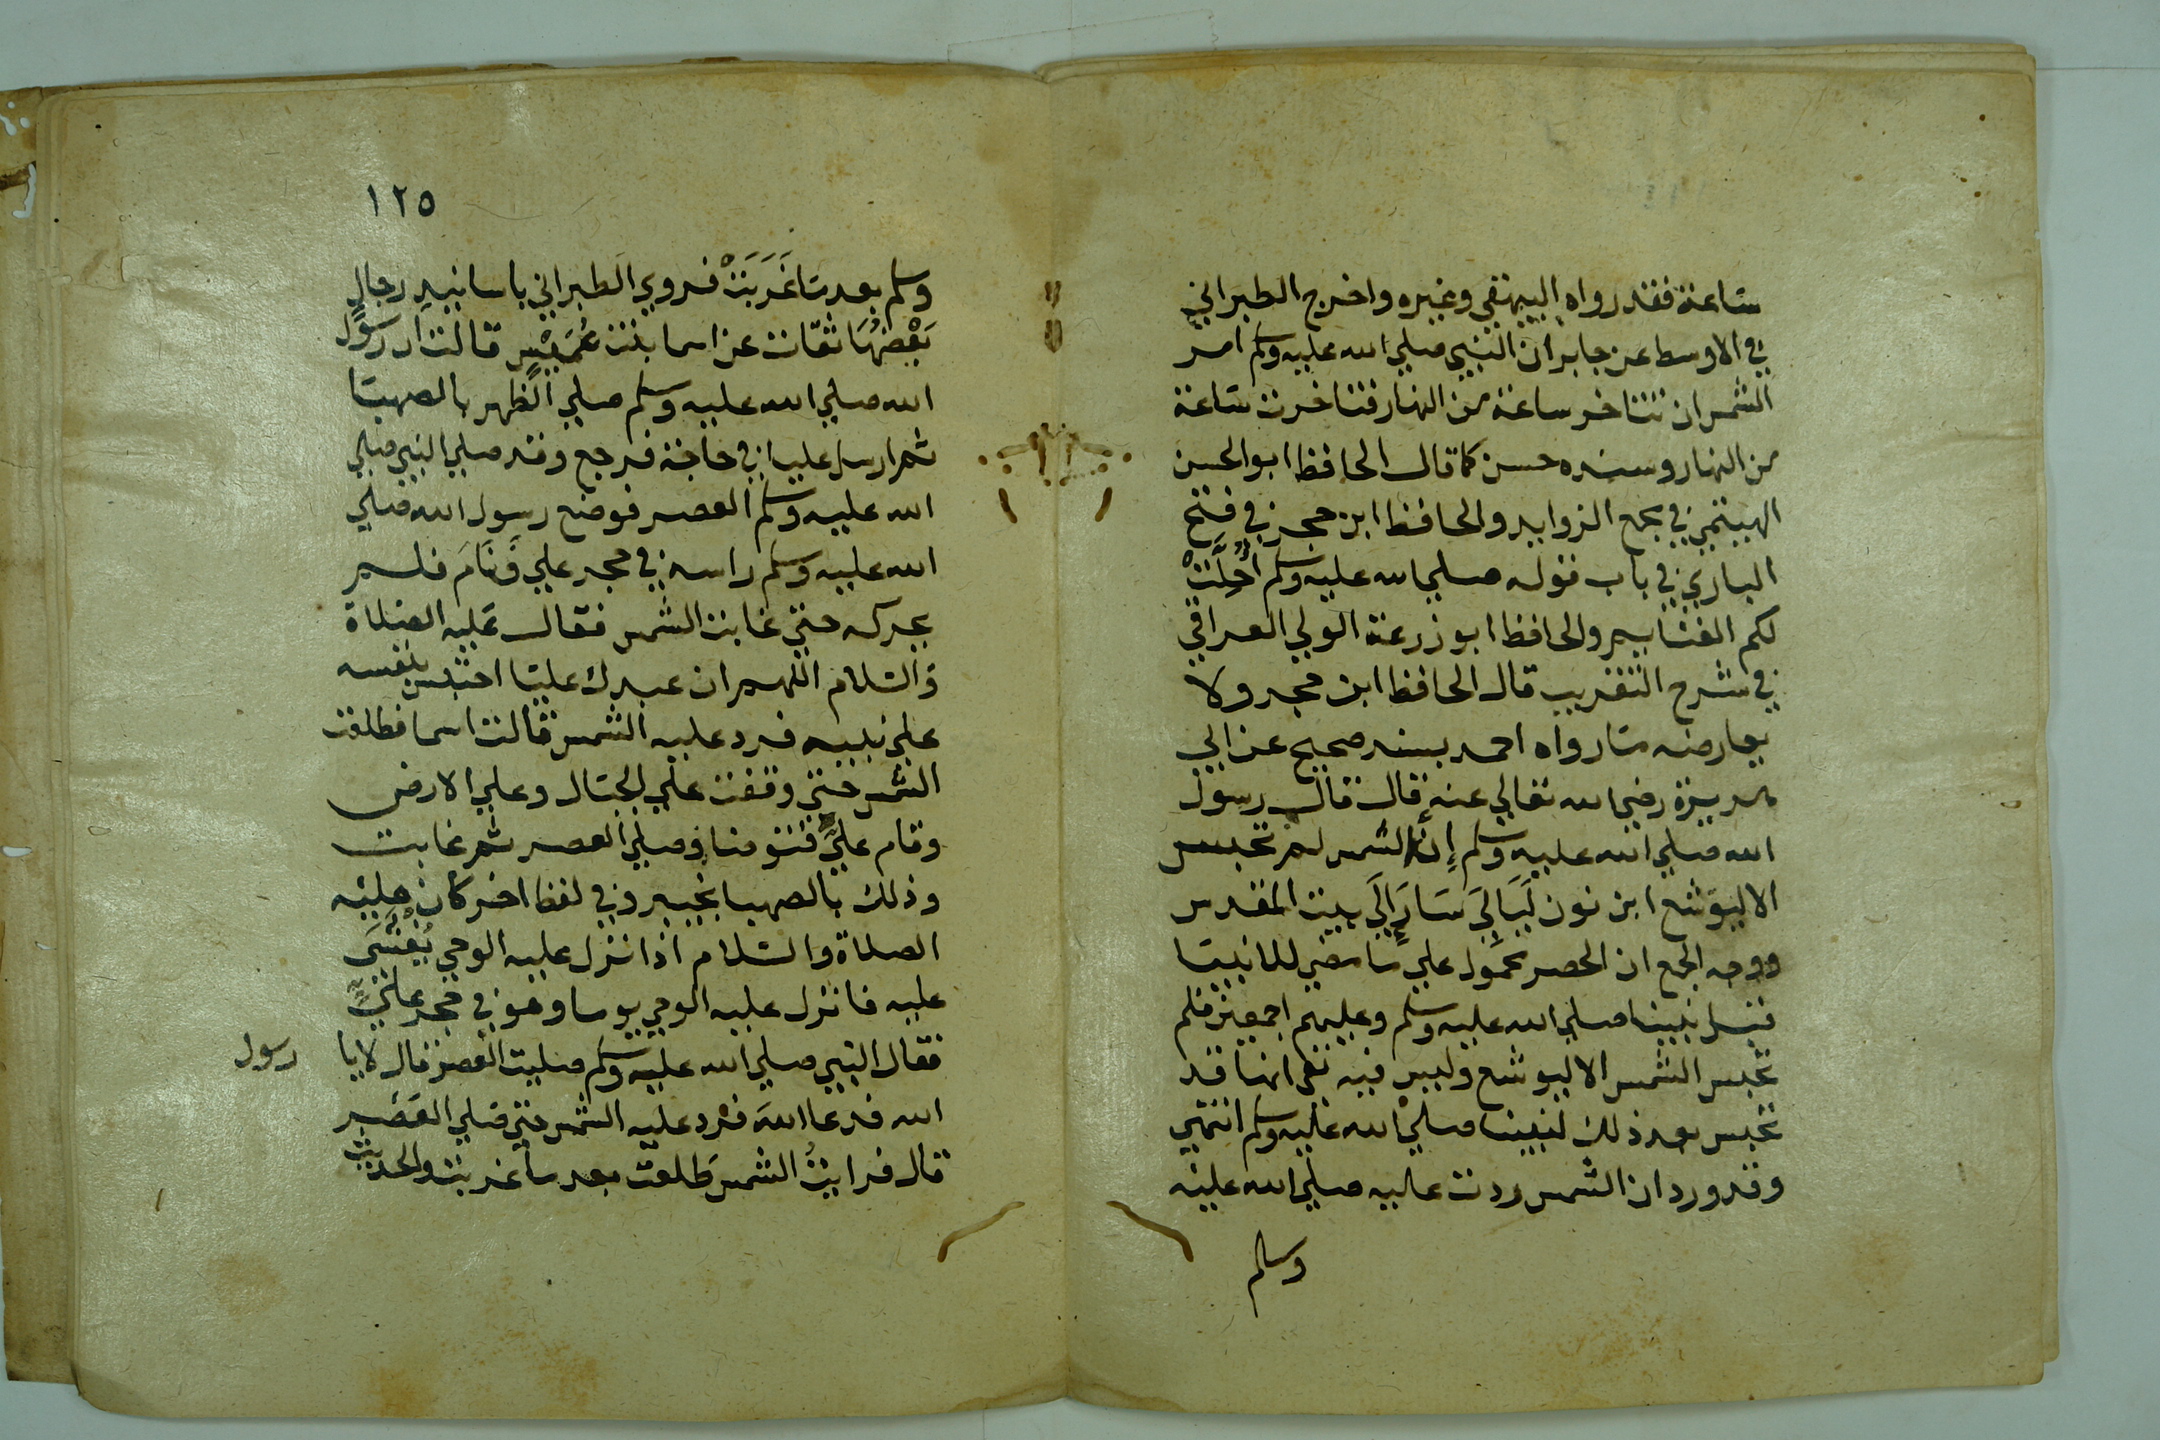 ساعة فقد رواه البيهقي وغيره واخرج الطبراني
في الاوسط عن جابر ان النبي صلي الله عليه وسلم امر
الشمس ان تتاخر ساعة من النهار فتاخرت ساعة
من النهار وسنده حسن كما قال الحافظ ابو الحسن
الهيتمي في مجمع الزوايد والحافظ ابن حجر في فتح
الباري في باب قوله صلي الله عليه وسلم أُحِلَّتْ
لكم الغنايم والحافظ ابو زرعة الولي العراقي
في شرح التقريب قال الحافظ ابن حجر ولا
يعارضه ما رواه احمد بسند صحيح عن ابي
هريرة رضي الله تعالي عنه قال قال رسول
الله صلي الله عليه وسلم إِنَّ الشمس لم تحبس
الا ليوشع ابن نون لَيَالِيَ سَارَ إِلَي بيت المقدس
ووجه الجمع ان الحصر محمول علي ما مضي للانبيا
قبل نبينا صلي الله عليه وسلم وعليهم اجمعين فلم
تحبس الشمس الا ليوشع وليس فيه نفي انها قد
تحبس بعد ذلك لنبينا صلي الله عليه وسلم انتهي
وقد ورد ان الشمس ردت عليه صلي الله عليه
وسلم
١٢٥
وسلم بعد ما غَرَبَتْ فروي الطبراني باسانيد رجال
بَعْضِهَا ثقات عن اسما بنت عُمَيْسٍ قالت ان رسول
الله صلي الله عليه وسلم صلي الظهر بالصهبا
ثم ارسل عليا في حاجة فرجع وقد صلي النبي صلي
الله عليه وسلم العصر فوضع رسول الله صلي
الله عليه وسلم راسه في حجر علي وَنَامَ فلم
يحركه حتي غابت الشمس فقال عليه الصلاة
والسلام اللهم ان عبدك عليا احتبس بنفسه
علي نبيه فرد عليه الشمس قالت اسما فطلعت
الشمس حتي وقفت علي الجبال وعلي الارض
وقام عليٌّ فتوضا وصلي العصر ثم غابت
وذلك بالصهبا بخيبر وفي لفظ اخر كان عليه
الصلاة والسلام اذا نزل عليه الوحي يُغْشَي
عليه فانزل عليه الوحي يوما وهو في حجر عليٍّ
فقال النبي صلي الله عليه وسلم صليت العصر قال لا يا رسول
الله فدعا اللهَ فرد عليه الشمس حتي صلي العصر
قال فرايتُ الشمس طلعت بعد ما غربت والحديث